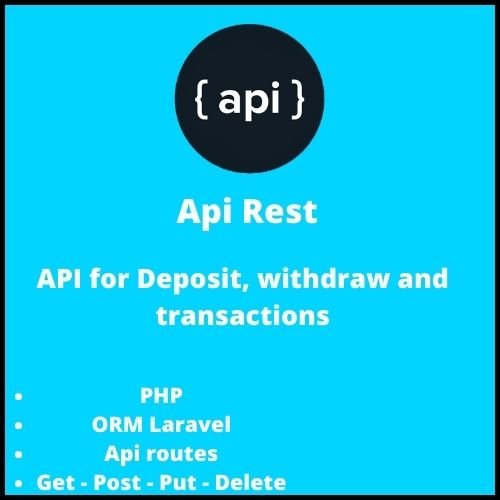 { api }
Api Rest
API for Deposit, withdraw and
transactions
• PHP
• ORM Laravel
• Api routes
• Get - Post - Put - Delete